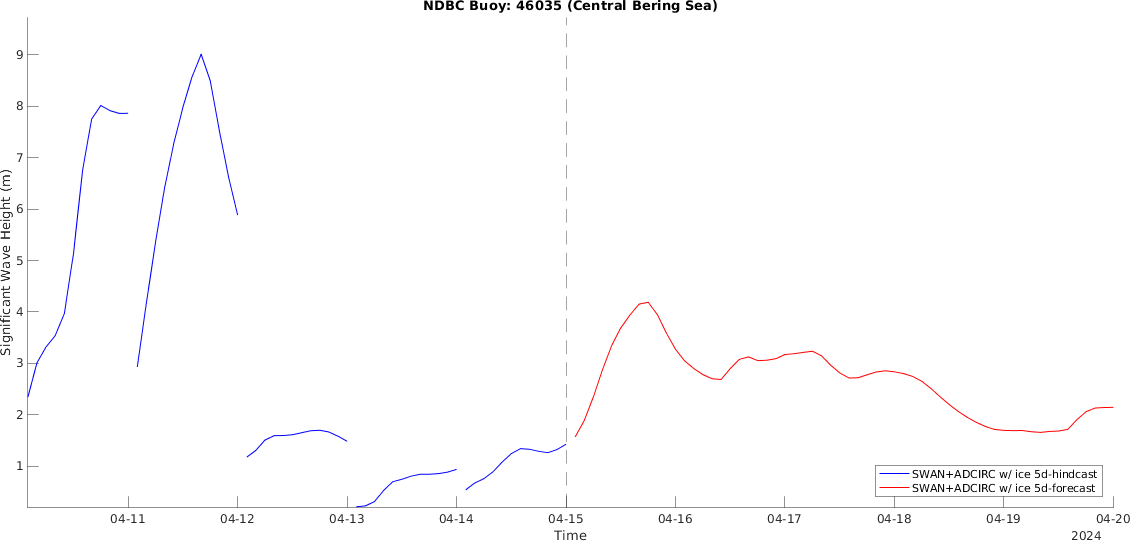 NDBC Buoy: 46035 (Central Bering Sea)
Significant Wave Height (m)
9
8
7
6
5
4
3
2
1
SWAN+ADCIRC w/ ice 5d-hindcast
SWAN+ADCIRC w/ ice 5d-forecast
04-11 04-12 04-13 04-14 04-15 04-16 04-17 04-18 04-19 04-20
Time
2024